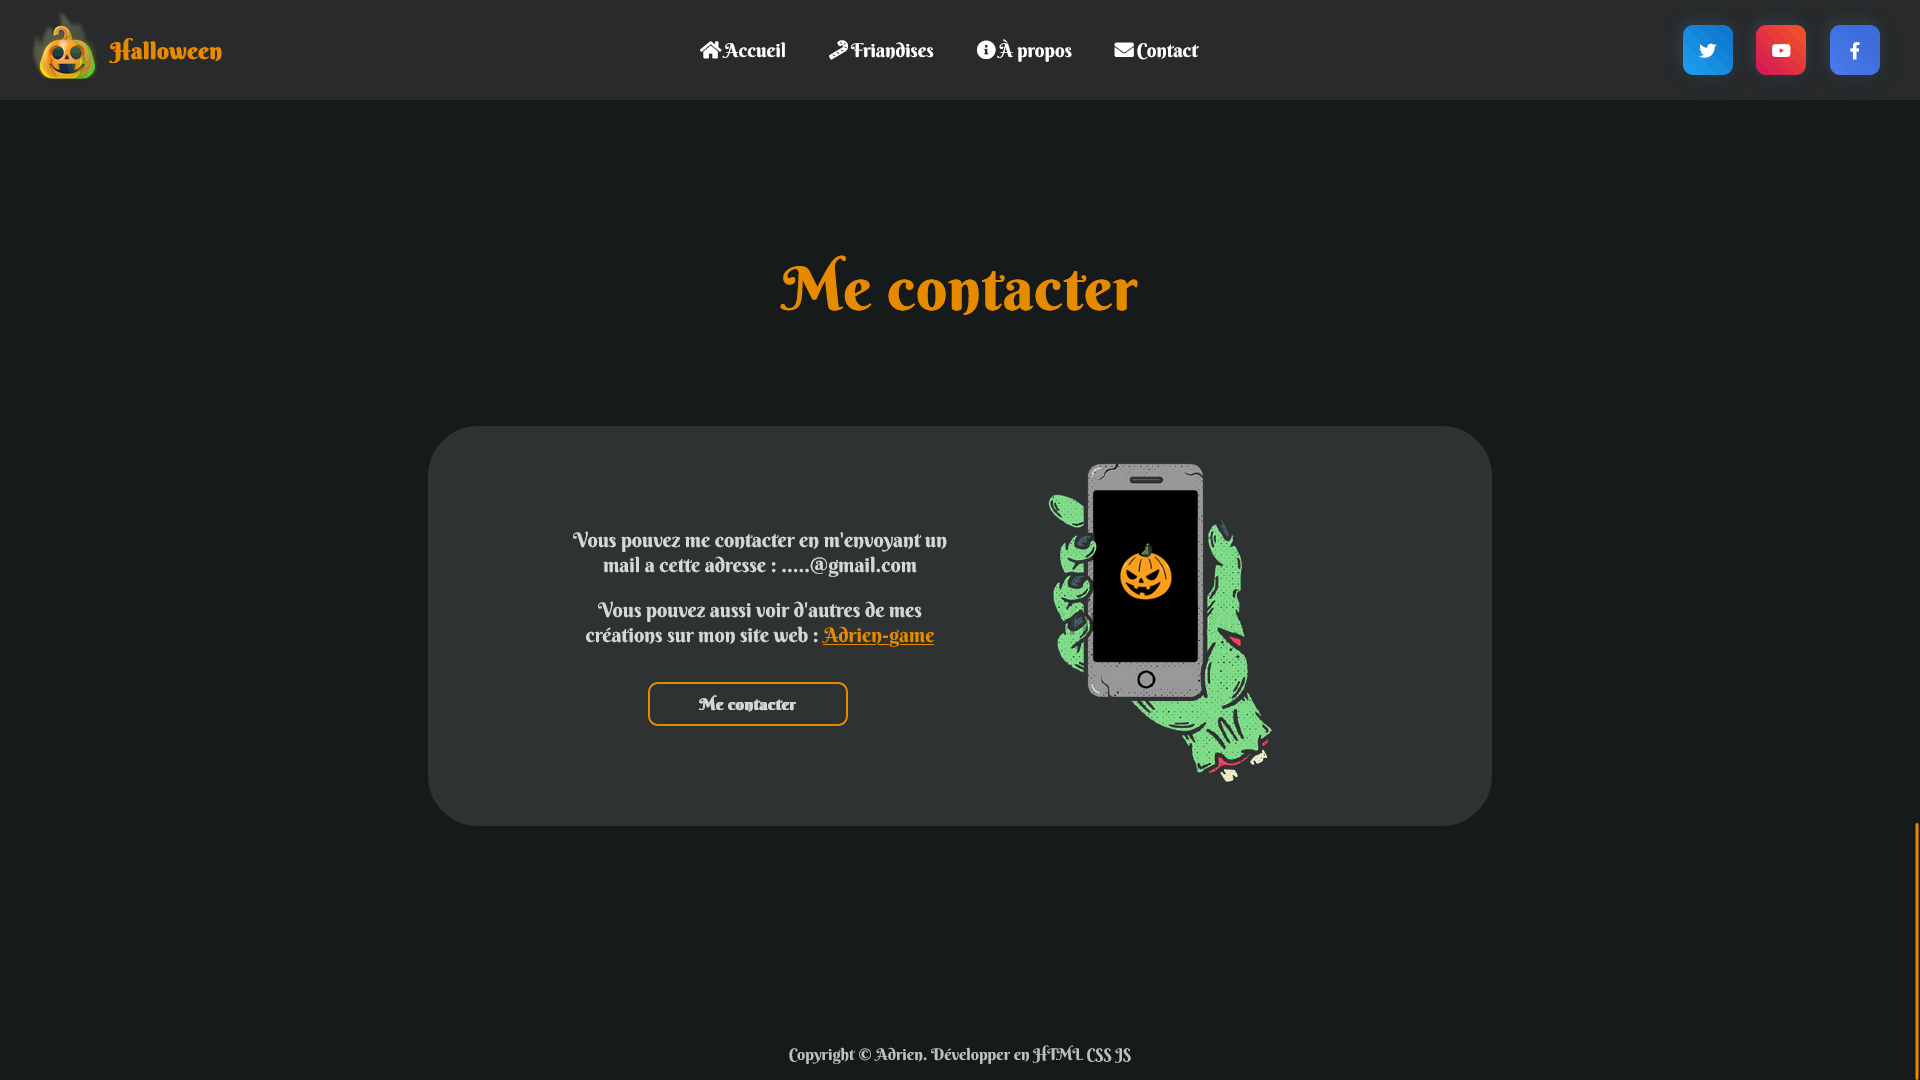 Halloween
Accueil
Friandises
À propos
Contact
Me contacter
Vous pouvez me contacter en m'envoyant un
mail a cette adresse : .....@gmail.com
Vous pouvez aussi voir d'autres de mes
créations sur mon site web : Adrien-game
Me contacter
Copyright © Adrien. Développer en HTML CSS JS